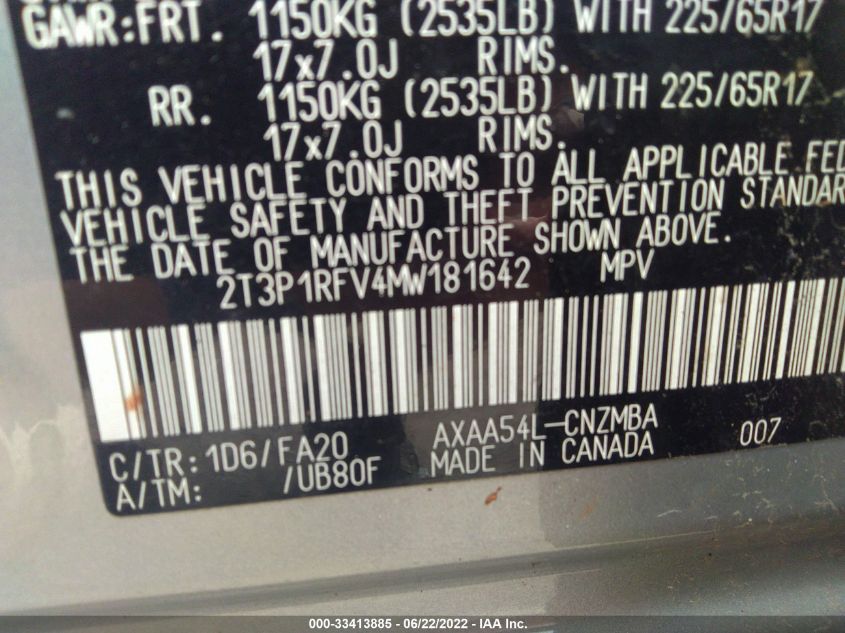 GAWR:FRT. 1150KG (2535LB) WITH 225/65R17
17x7.0J RIMS.
RR. 1150KG (2535LB) WITH 225/65R17
17x7.0J RIMS.
THIS VEHICLE CONFORMS TO ALL APPLICABLE FED
VEHICLE SAFETY AND THEFT PREVENTION STANDAR
THE DATE OF MANUFACTURE SHOWN ABOVE.
2T3P1RFV4MW181642 MPV
C/TR: 1D6/FA20 AXAA54L-CNZMBA 007
A/TM: /UB80F MADE IN CANADA
000-33413885 - 06/22/2022 - IAA Inc.